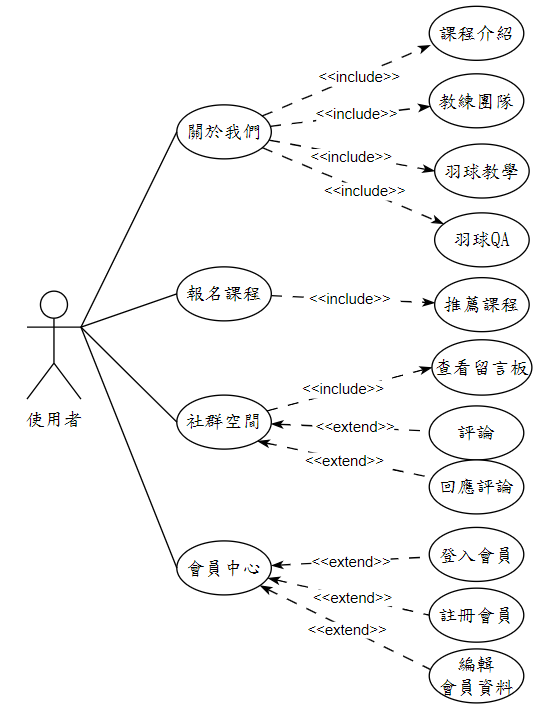 課程介紹
<<include>>
教練團隊
<<include>>
關於我們
<<include>>
羽球教學
<<include>>
羽球QA
報名課程
<<include>>
推薦課程
使用者
查看留言板
<<include>>
社群空間
<<extend>>
評論
<<extend>>
回應評論
會員中心
<<extend>>
登入會員
<<extend>>
註冊會員
<<extend>>
編輯
會員資料